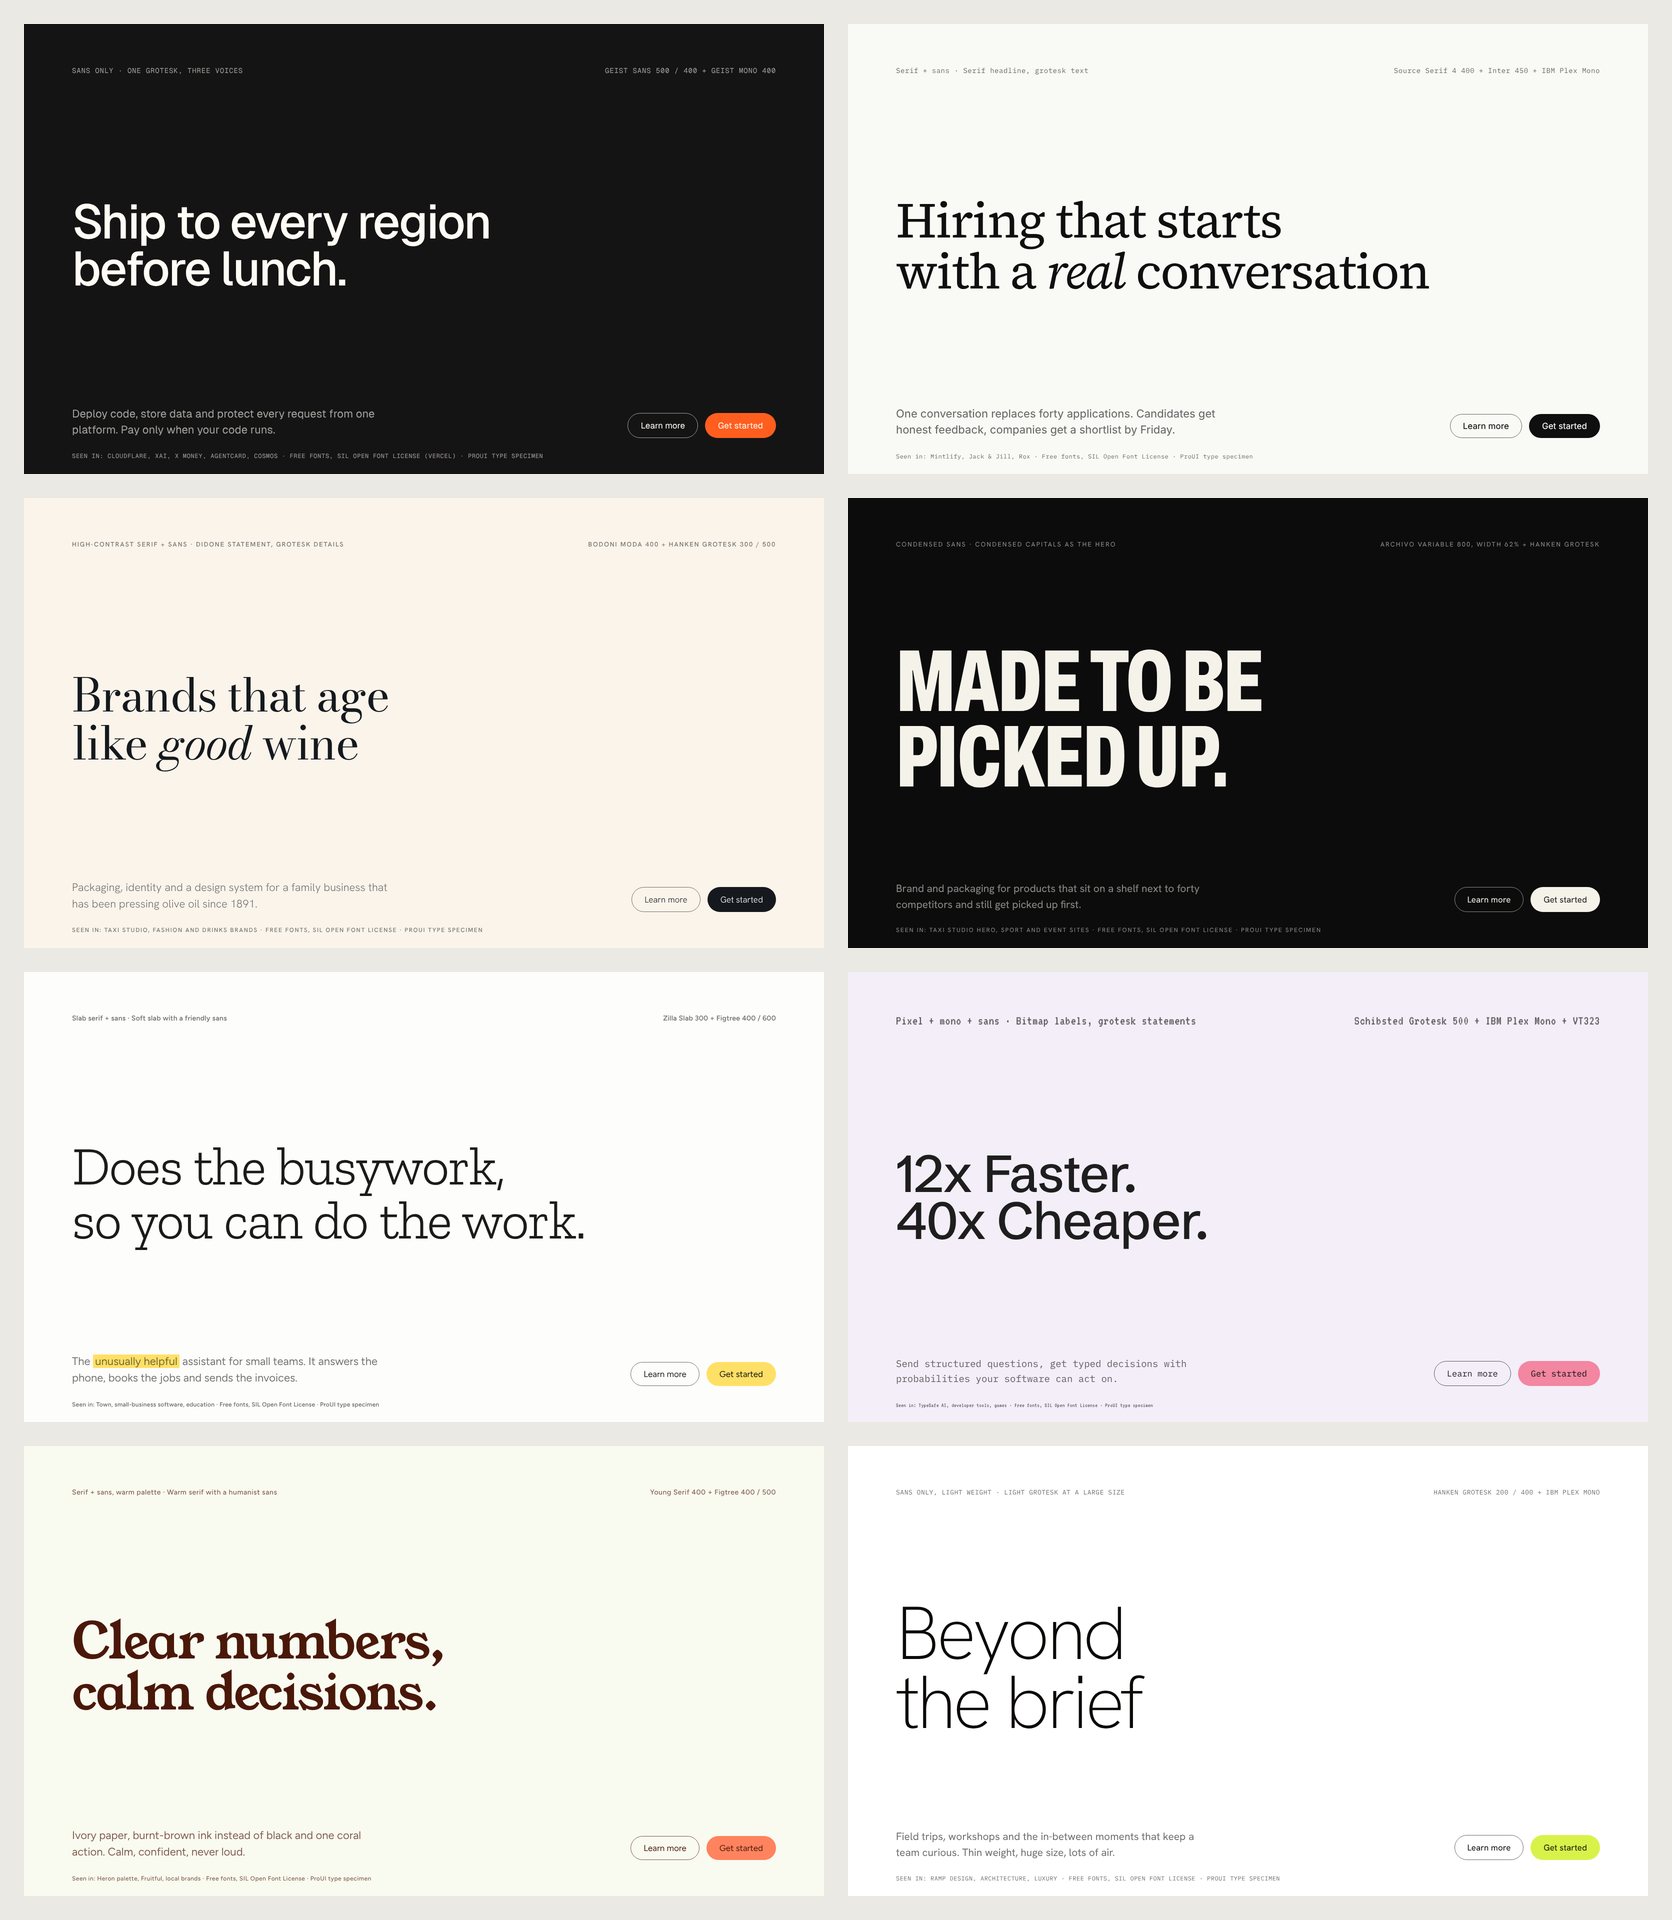 SANS ONLY · ONE GROTESK, THREE VOICES
GEIST SANS 500 / 400 + GEIST MONO 400
Ship to every region
before lunch.
Deploy code, store data and protect every request from one
platform. Pay only when your code runs.
Learn more
Get started
SEEN IN: CLOUDFLARE, XAI, X MONEY, AGENTCARD, COSMOS · FREE FONTS, SIL OPEN FONT LICENSE (VERCEL) · PROUI TYPE SPECIMEN
Serif + sans · Serif headline, grotesk text
Source Serif 4 400 + Inter 450 + IBM Plex Mono
Hiring that starts
with a real conversation
One conversation replaces forty applications. Candidates get
honest feedback, companies get a shortlist by Friday.
Learn more
Get started
Seen in: Mintlify, Jack & Jill, Rox · Free fonts, SIL Open Font License · ProUI type specimen
HIGH-CONTRAST SERIF + SANS · DIDONE STATEMENT, GROTESK DETAILS
BODONI MODA 400 + HANKEN GROTESK 300 / 500
Brands that age
like good wine
Packaging, identity and a design system for a family business that
has been pressing olive oil since 1891.
Learn more
Get started
SEEN IN: TAXI STUDIO, FASHION AND DRINKS BRANDS · FREE FONTS, SIL OPEN FONT LICENSE · PROUI TYPE SPECIMEN
CONDENSED SANS · CONDENSED CAPITALS AS THE HERO
ARCHIVO VARIABLE 800, WIDTH 62% + HANKEN GROTESK
MADE TO BE
PICKED UP.
Brand and packaging for products that sit on a shelf next to forty
competitors and still get picked up first.
Learn more
Get started
SEEN IN: TAXI STUDIO HERO, SPORT AND EVENT SITES · FREE FONTS, SIL OPEN FONT LICENSE · PROUI TYPE SPECIMEN
Slab serif + sans · Soft slab with a friendly sans
Zilla Slab 300 + Figtree 400 / 600
Does the busywork,
so you can do the work.
The unusually helpful assistant for small teams. It answers the
phone, books the jobs and sends the invoices.
Learn more
Get started
Seen in: Town, small-business software, education · Free fonts, SIL Open Font License · ProUI type specimen
Pixel + mono + sans · Bitmap labels, grotesk statements
Schibsted Grotesk 500 + IBM Plex Mono + VT323
12x Faster.
40x Cheaper.
Send structured questions, get typed decisions with
probabilities your software can act on.
Learn more
Get started
Seen in: TypeSafe AI, developer tools, games · Free fonts, SIL Open Font License · ProUI type specimen
Serif + sans, warm palette · Warm serif with a humanist sans
Young Serif 400 + Figtree 400 / 500
Clear numbers,
calm decisions.
Ivory paper, burnt-brown ink instead of black and one coral
action. Calm, confident, never loud.
Learn more
Get started
Seen in: Heron palette, Fruitful, local brands · Free fonts, SIL Open Font License · ProUI type specimen
SANS ONLY, LIGHT WEIGHT · LIGHT GROTESK AT A LARGE SIZE
HANKEN GROTESK 200 / 400 + IBM PLEX MONO
Beyond
the brief
Field trips, workshops and the in-between moments that keep a
team curious. Thin weight, huge size, lots of air.
Learn more
Get started
SEEN IN: RAMP DESIGN, ARCHITECTURE, LUXURY · FREE FONTS, SIL OPEN FONT LICENSE · PROUI TYPE SPECIMEN